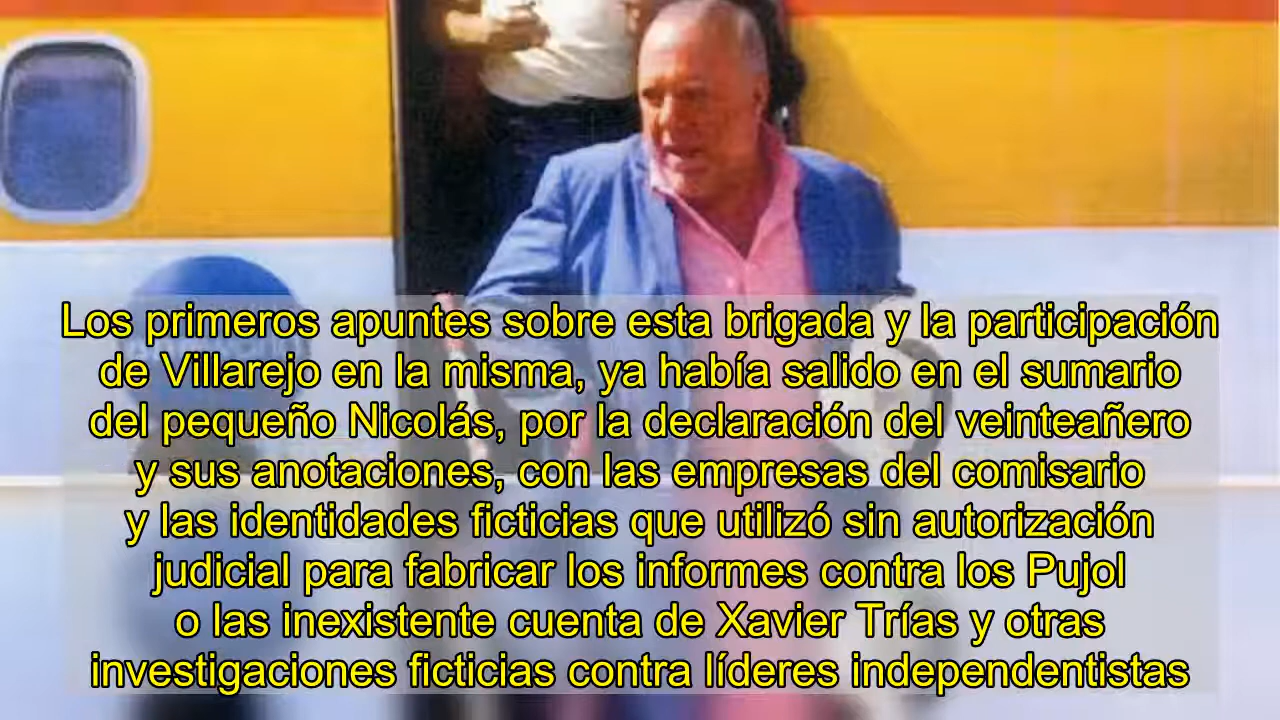 Los primeros apuntes sobre esta brigada y la participación
de Villarejo en la misma, ya había salido en el sumario
del pequeño Nicolás, por la declaración del veinteañero
y sus anotaciones, con las empresas del comisario
y las identidades ficticias que utilizó sin autorización
judicial para fabricar los informes contra los Pujol
o las inexistente cuenta de Xavier Trías y otras
investigaciones ficticias contra líderes independentistas